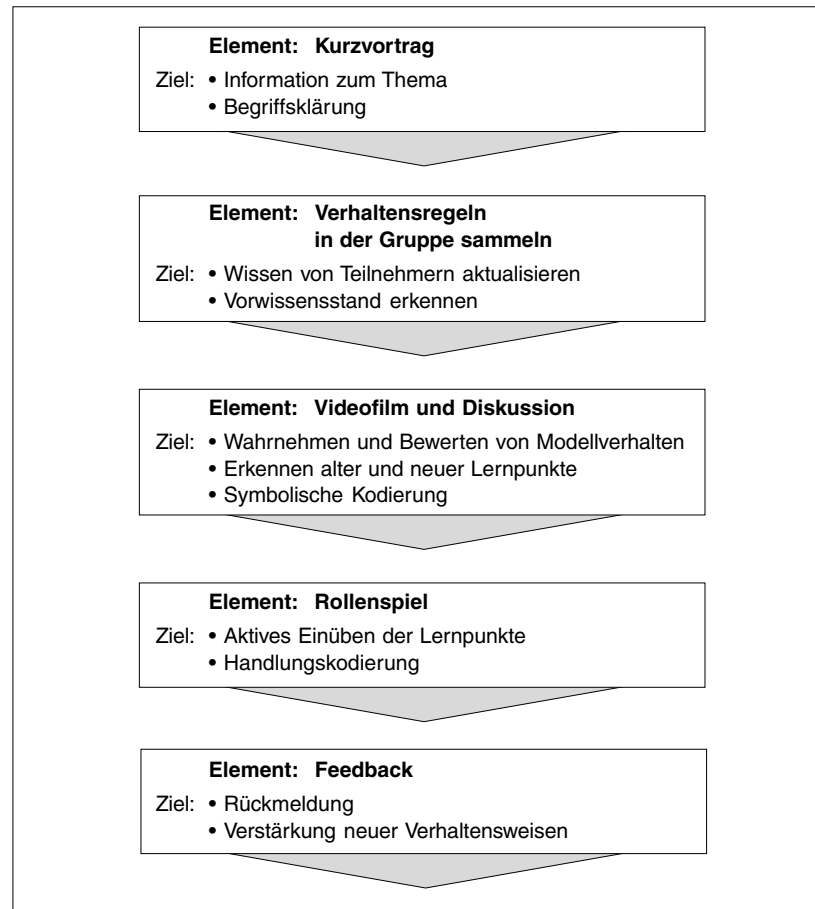 Element: Kurzvortrag
Ziel: • Information zum Thema
• Begriffsklärung
Element: Verhaltensregeln
in der Gruppe sammeln
Ziel: • Wissen von Teilnehmern aktualisieren
• Vorwissensstand erkennen
Element: Videofilm und Diskussion
Ziel: • Wahrnehmen und Bewerten von Modellverhalten
• Erkennen alter und neuer Lernpunkte
• Symbolische Kodierung
Element: Rollenspiel
Ziel: • Aktives Einüben der Lernpunkte
• Handlungskodierung
Element: Feedback
Ziel: • Rückmeldung
• Verstärkung neuer Verhaltensweisen